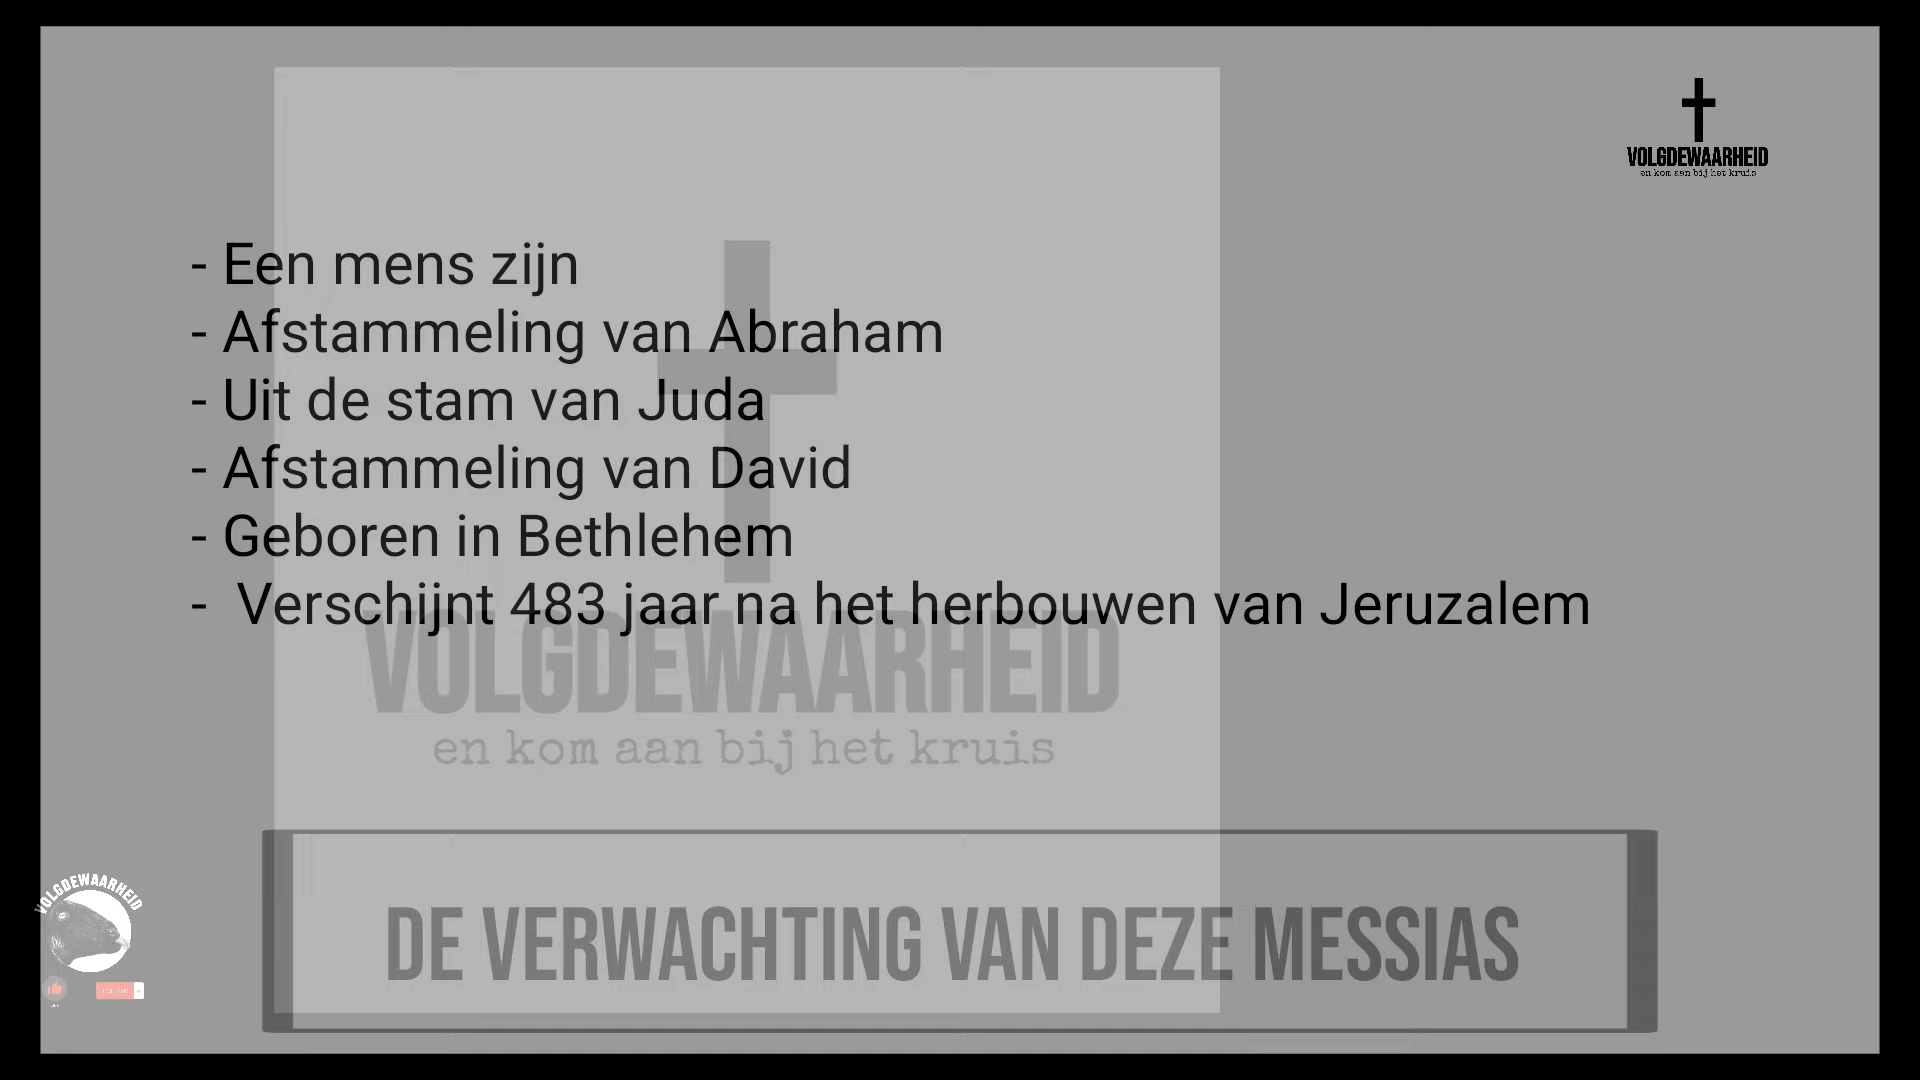 VOLGDEWAARHEID
en kom aan bij het kruis
- Een mens zijn
- Afstammeling van Abraham
- Uit de stam van Juda
- Afstammeling van David
- Geboren in Bethlehem
- Verschijnt 483 jaar na het herbouwen van Jeruzalem
VOLGDEWAARHEID
en kom aan bij het kruis
VOLGDEWAARHEID
DE VERWACHTING VAN DEZE MESSIAS